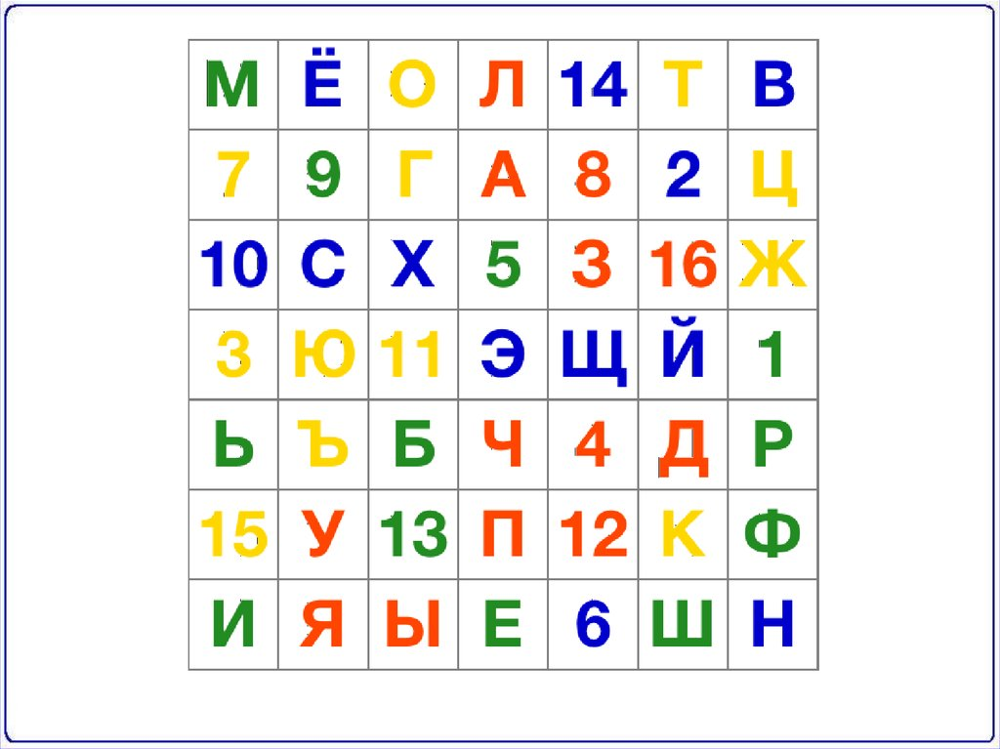 М Ё О Л 14 Т В
7 9 Г А 8 2 Ц
10 С Х 5 З 16 Ж
3 Ю 11 Э Щ Й 1
Ь Ъ Б Ч 4 Д Р
15 У 13 П 12 К Ф
И Я Ы Е 6 Ш Н